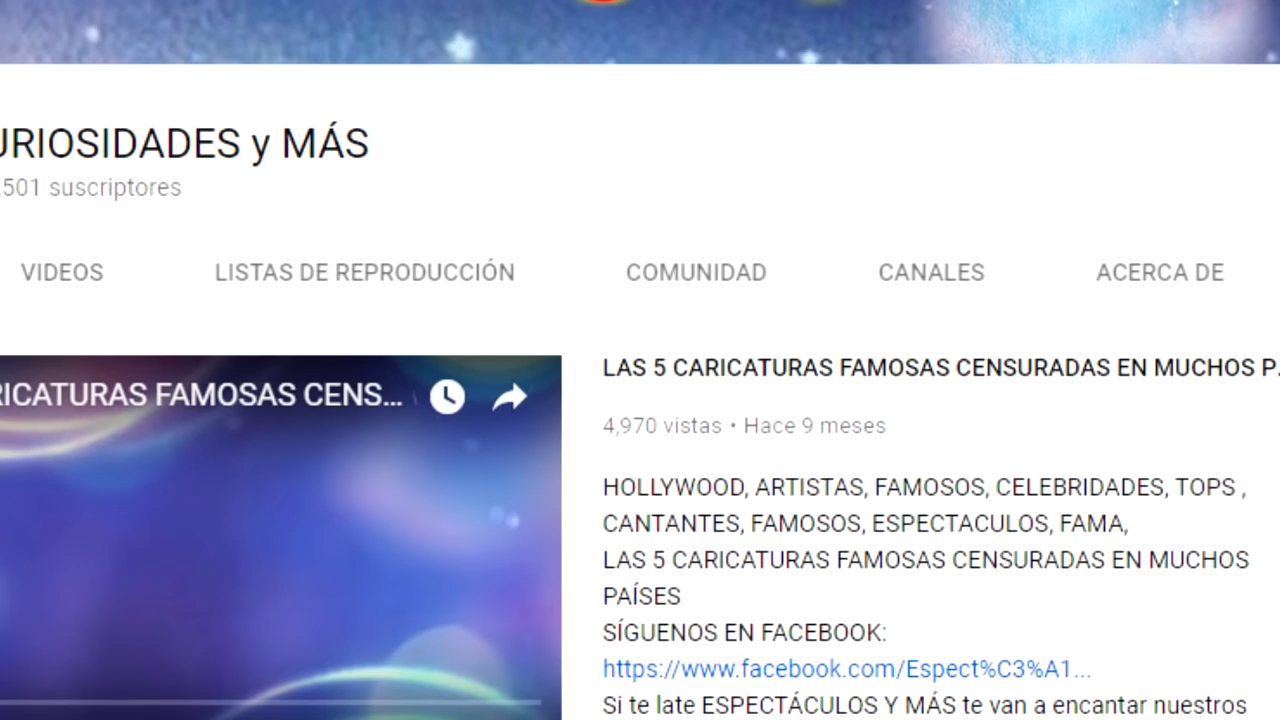 URIOSIDADES y MÁS
501 suscriptores
VIDEOS LISTAS DE REPRODUCCIÓN COMUNIDAD CANALES ACERCA DE
RICATURAS FAMOSAS CENS...
LAS 5 CARICATURAS FAMOSAS CENSURADAS EN MUCHOS P.
4,970 vistas • Hace 9 meses
HOLLYWOOD, ARTISTAS, FAMOSOS, CELEBRIDADES, TOPS ,
CANTANTES, FAMOSOS, ESPECTACULOS, FAMA,
LAS 5 CARICATURAS FAMOSAS CENSURADAS EN MUCHOS
PAÍSES
SÍGUENOS EN FACEBOOK:
https://www.facebook.com/Espect%C3%A1...
Si te late ESPECTÁCULOS Y MÁS te van a encantar nuestros